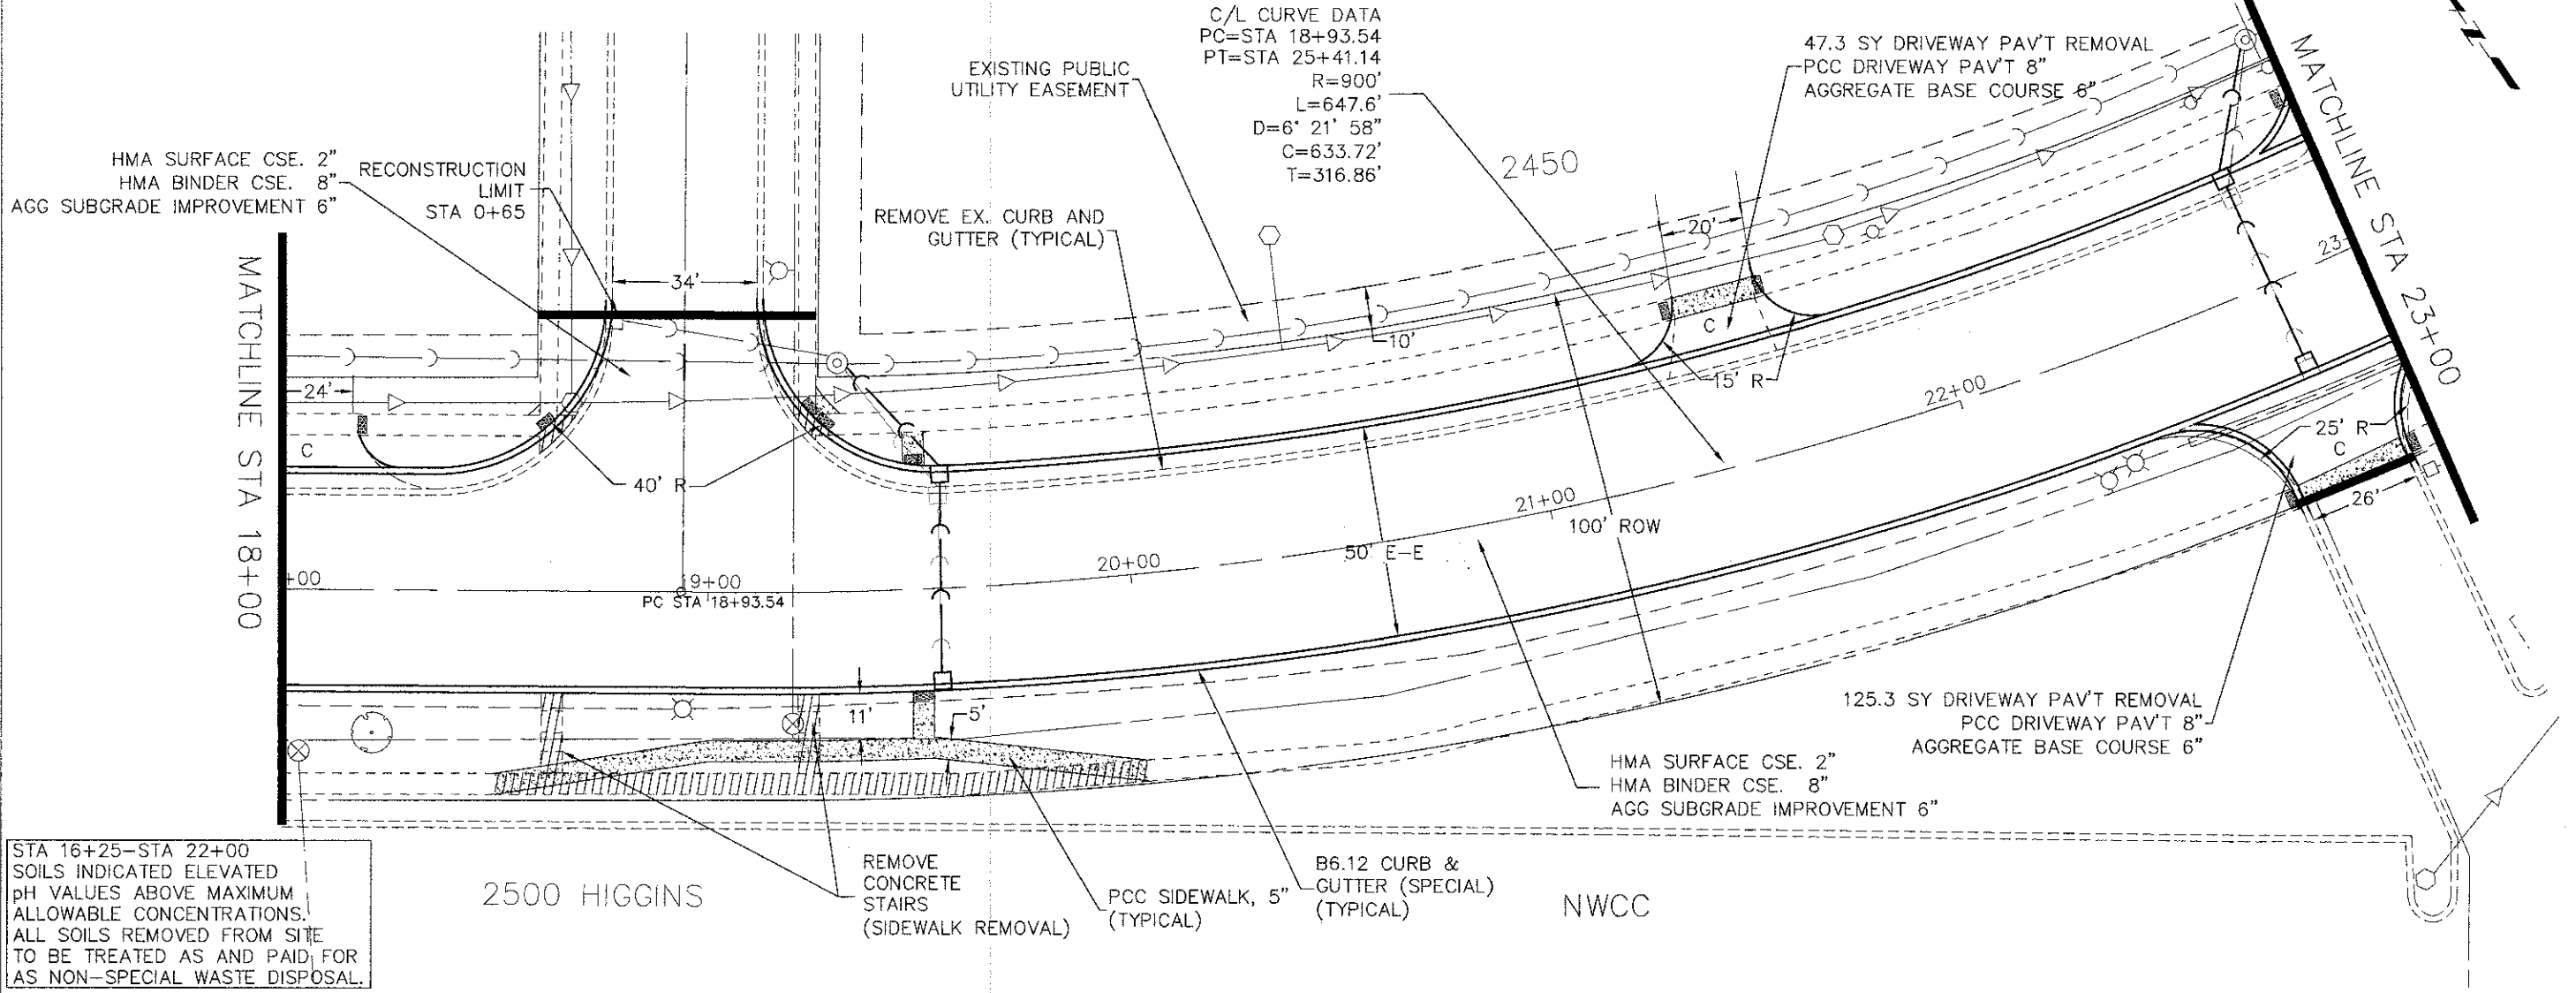 C/L CURVE DATA
PC=STA 18+93.54
PT=STA 25+41.14
R=900'
L=647.6'
D=6° 21' 58"
C=633.72'
T=316.86'
EXISTING PUBLIC
UTILITY EASEMENT
47.3 SY DRIVEWAY PAV'T REMOVAL
PCC DRIVEWAY PAV'T 8"
AGGREGATE BASE COURSE 6"
MATCHLINE STA 23+00
2450
HMA SURFACE CSE. 2"
HMA BINDER CSE. 8"
AGG SUBGRADE IMPROVEMENT 6"
RECONSTRUCTION
LIMIT
STA 0+65
REMOVE EX. CURB AND
GUTTER (TYPICAL)
20'
34'
23
MATCHLINE STA 18+00
10'
C
24'
15' R
22+00
25' R
C
C
40' R
21+00
26'
100' ROW
50' E-E
20+00
+00
19+00
PC STA 18+93.54
11'
5'
125.3 SY DRIVEWAY PAV'T REMOVAL
PCC DRIVEWAY PAV'T 8"
AGGREGATE BASE COURSE 6"
HMA SURFACE CSE. 2"
HMA BINDER CSE. 8"
AGG SUBGRADE IMPROVEMENT 6"
STA 16+25-STA 22+00
SOILS INDICATED ELEVATED
pH VALUES ABOVE MAXIMUM
ALLOWABLE CONCENTRATIONS.
ALL SOILS REMOVED FROM SITE
TO BE TREATED AS AND PAID FOR
AS NON-SPECIAL WASTE DISPOSAL.
2500 HIGGINS
REMOVE
CONCRETE
STAIRS
(SIDEWALK REMOVAL)
PCC SIDEWALK, 5"
(TYPICAL)
B6.12 CURB &
GUTTER (SPECIAL)
(TYPICAL)
NWCC